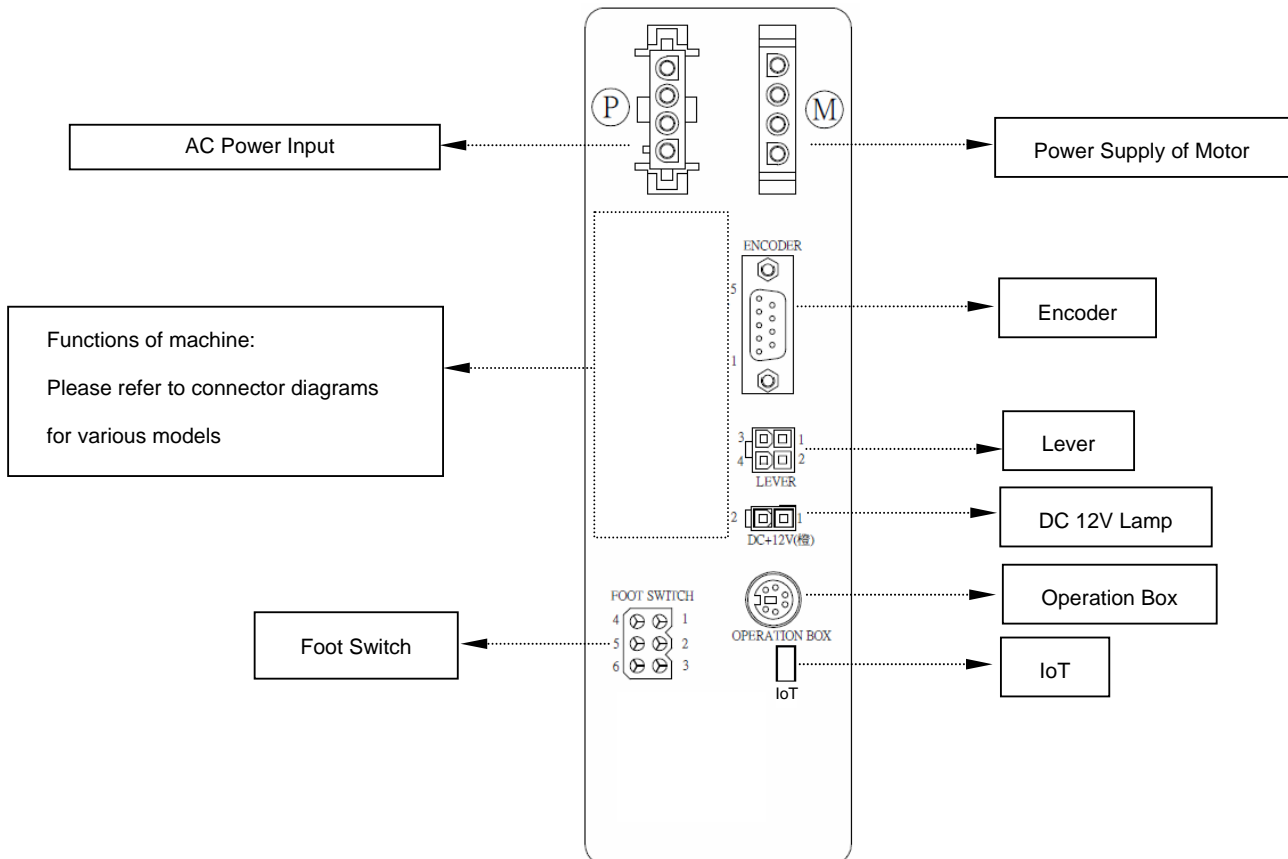 P
M
AC Power Input
Power Supply of Motor
ENCODER
5
1
Encoder
Functions of machine:
Please refer to connector diagrams
for various models
3 1
4 2
LEVER
Lever
2 1
DC+12V(橙)
DC 12V Lamp
FOOT SWITCH
4 1
5 2
6 3
Foot Switch
OPERATION BOX
Operation Box
IoT
IoT